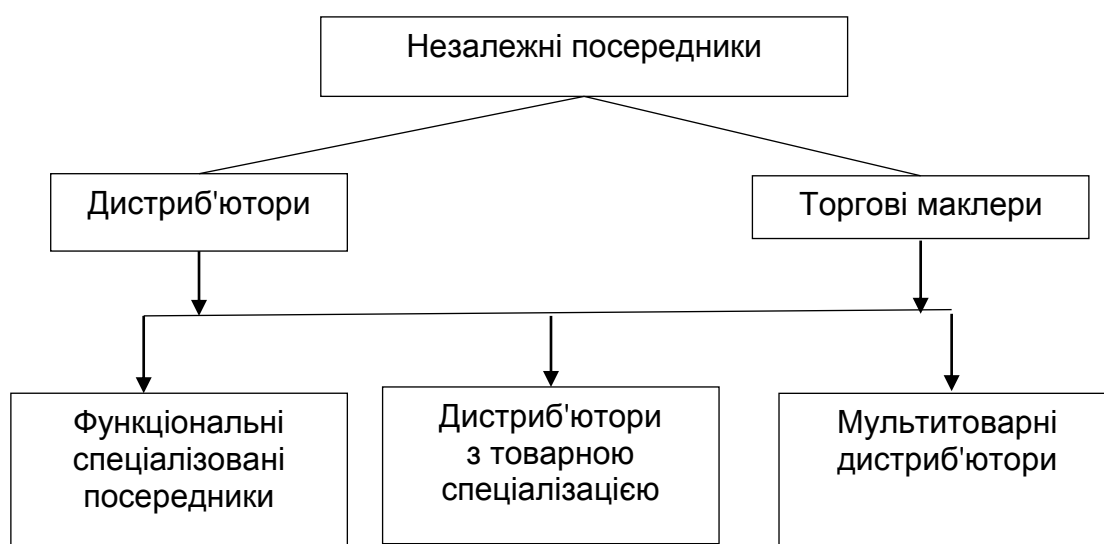 Незалежні посередники
Дистриб'ютори
Торгові маклери
Функціональні
спеціалізовані
посередники
Дистриб'ютори
з товарною
спеціалізацією
Мультитоварні
дистриб'ютори